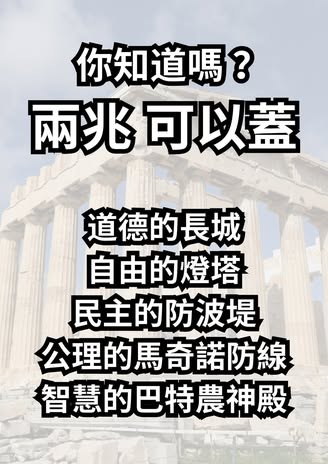 你知道嗎？
兩兆 可以蓋
道德的長城
自由的燈塔
民主的防波堤
公理的馬奇諾防線
智慧的巴特農神殿